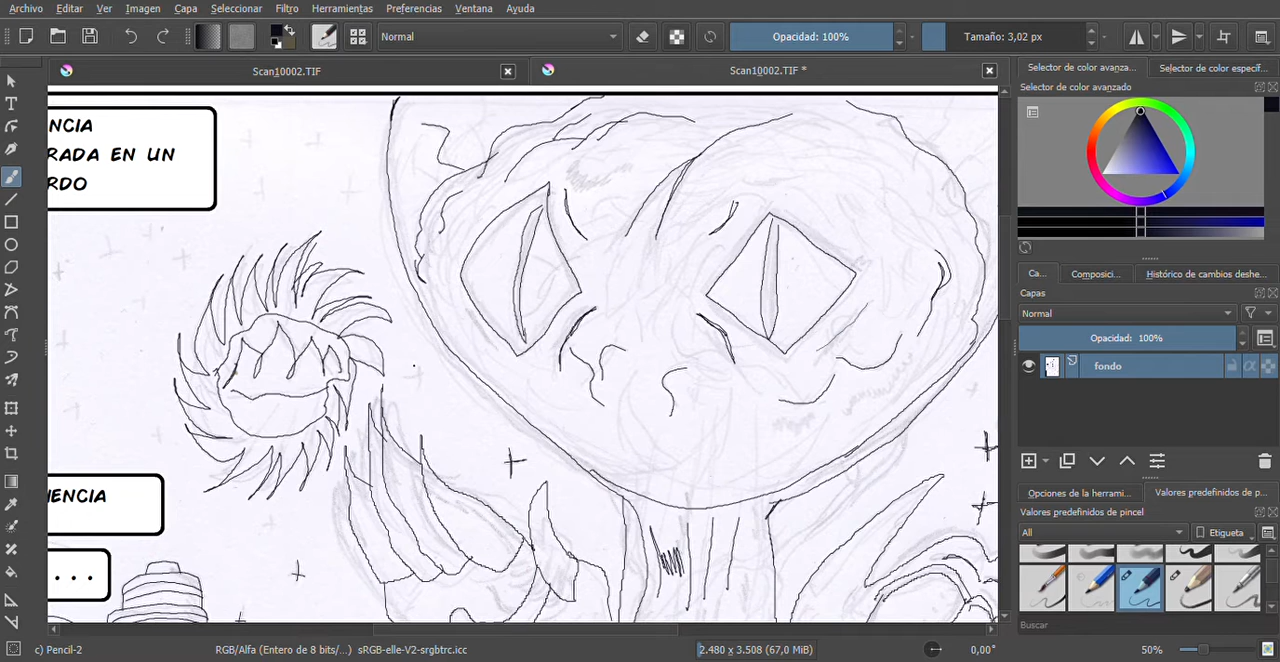 Archivo Editar Ver Imagen Capa Seleccionar Filtro Herramientas Preferencias Ventana Ayuda
Normal Opacidad: 100% Tamaño: 3,02 px
Scan10002.TIF Scan10002.TIF *
Selector de color avanza... Selector de color específ...
Selector de color avanzado
NCIA
RADA EN UN
RDO
IENCIA
...
Ca... Composici... Histórico de cambios deshe...
Capas
Normal
Opacidad: 100%
fondo
Opciones de la herrami... Valores predefinidos de p...
Valores predefinidos de pincel
All Etiqueta
Buscar
c) Pencil-2 RGB/Alfa (Entero de 8 bits/...) sRGB-elle-V2-srgbtrc.icc 2.480 x 3.508 (67,0 MiB) 0,00° 50%